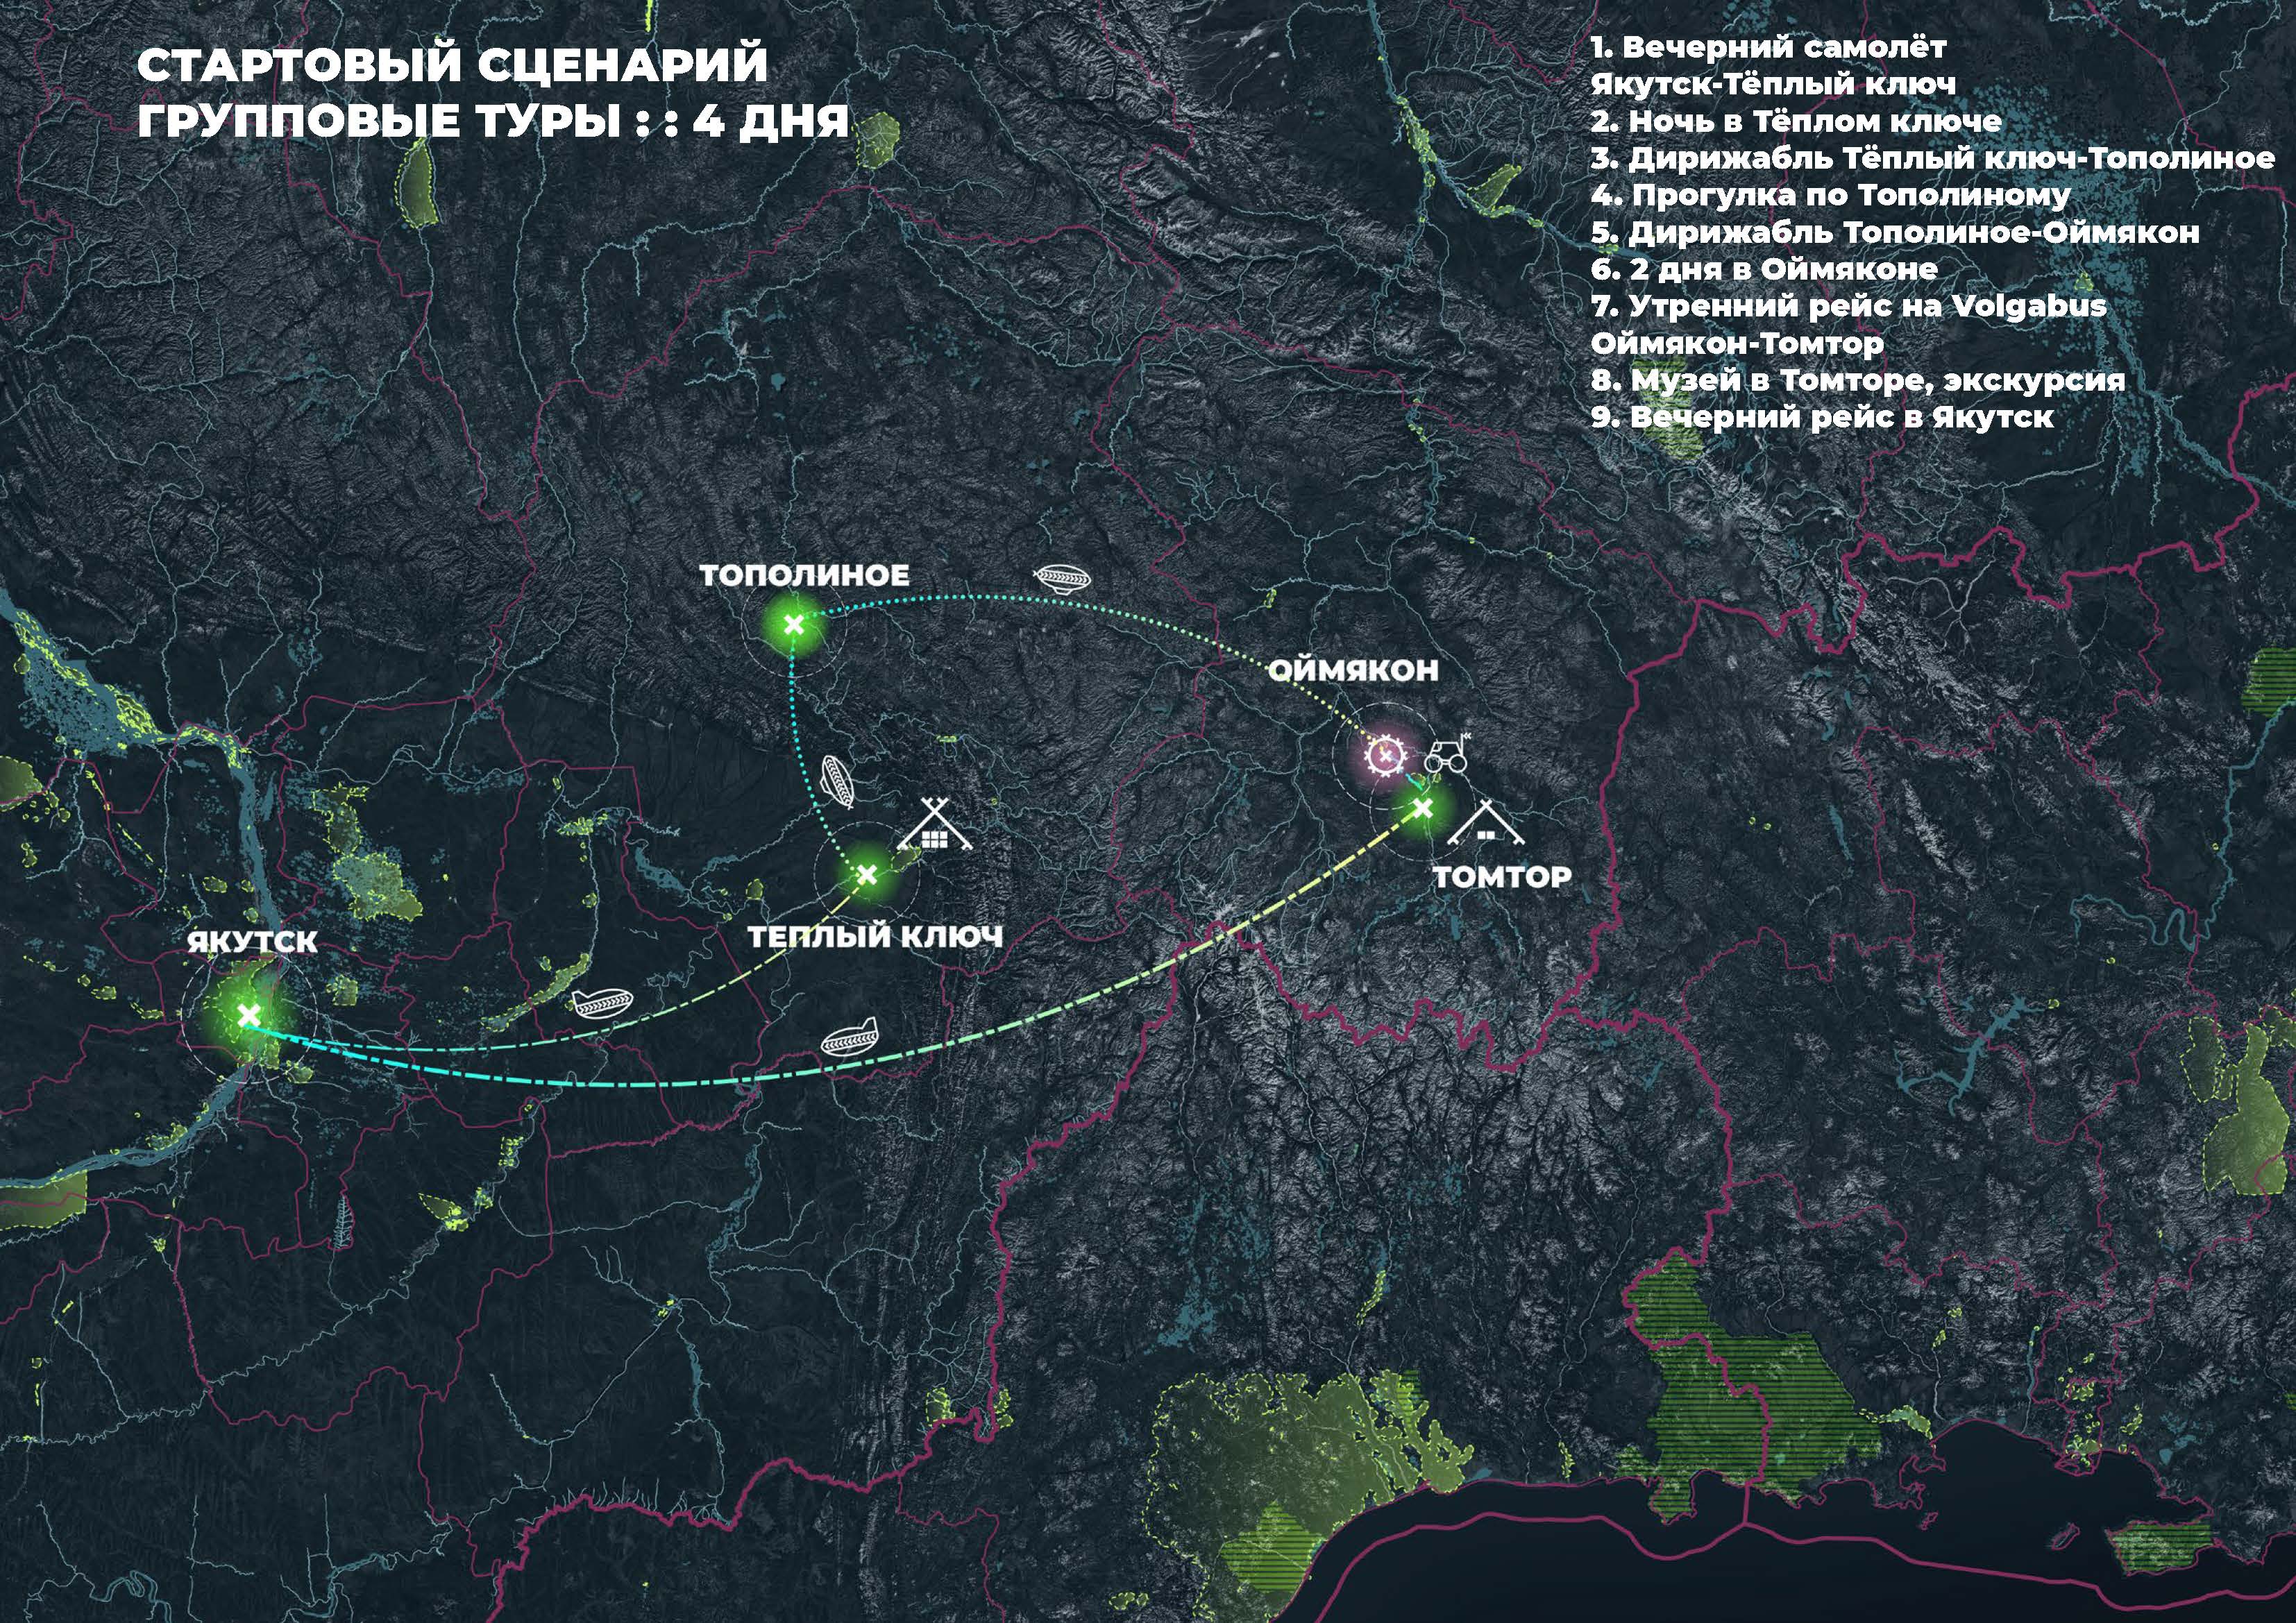 СТАРТОВЫЙ СЦЕНАРИЙ
ГРУППОВЫЕ ТУРЫ : : 4 ДНЯ
1. Вечерний самолёт
Якутск-Тёплый ключ
2. Ночь в Тёплом ключе
3. Дирижабль Тёплый ключ-Тополиное
4. Прогулка по Тополиному
5. Дирижабль Тополиное-Оймякон
6. 2 дня в Оймяконе
7. Утренний рейс на Volgabus
Оймякон-Томтор
8. Музей в Томторе, экскурсия
9. Вечерний рейс в Якутск
ТОПОЛИНОЕ
ОЙМЯКОН
ТОМТОР
ТЕПЛЫЙ КЛЮЧ
ЯКУТСК